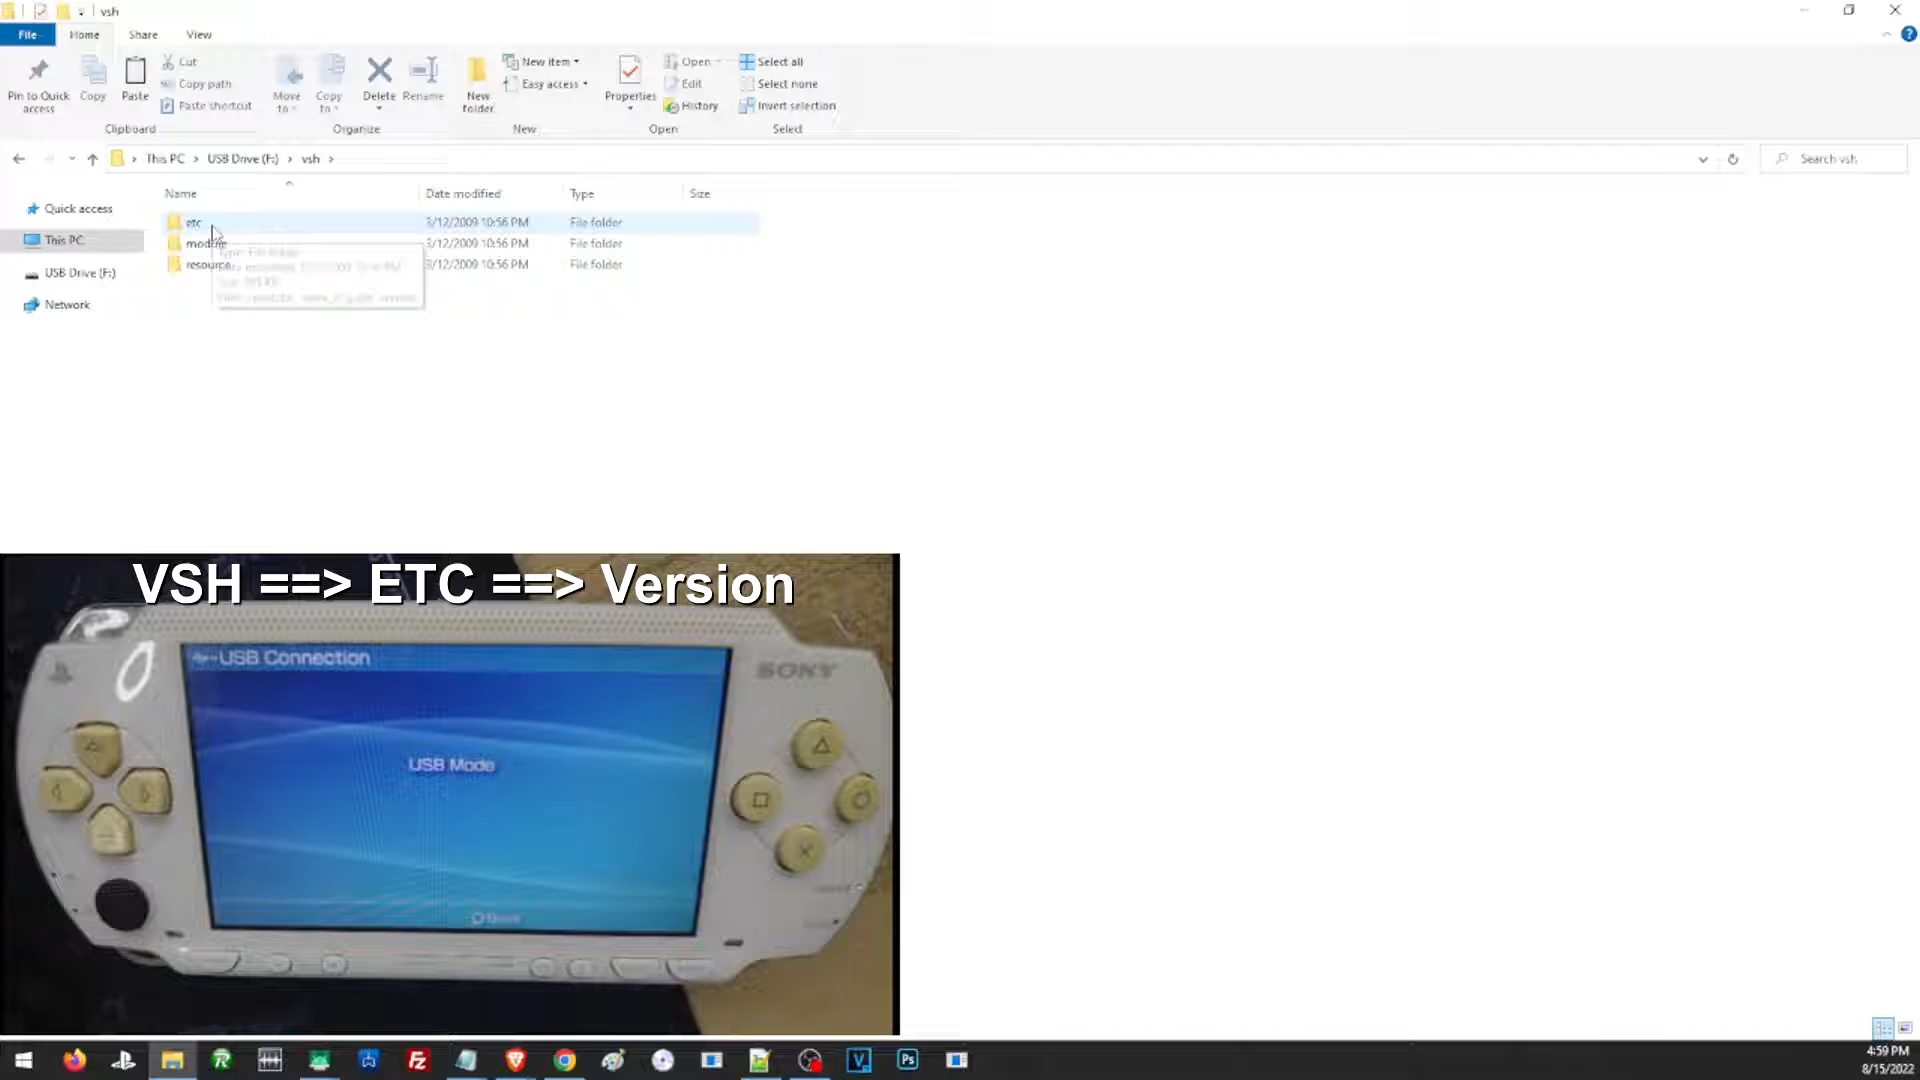 vsh
File
Home
Share
View
Pin to Quick access
Copy
Paste
Cut
Copy path
Paste shortcut
Clipboard
Move to
Copy to
Delete
Rename
Organize
New folder
New item
Easy access
New
Properties
Open
Edit
History
Open
Select all
Select none
Invert selection
Select
This PC > USB Drive (F:) > vsh >
Search vsh
Name
Date modified
Type
Size
Quick access
This PC
USB Drive (F:)
Network
etc 3/12/2009 10:56 PM File folder
module 3/12/2009 10:56 PM File folder
resource 3/12/2009 10:56 PM File folder
VSH ==> ETC ==> Version
USB Connection
SONY
USB Mode
4:59 PM
8/15/2022